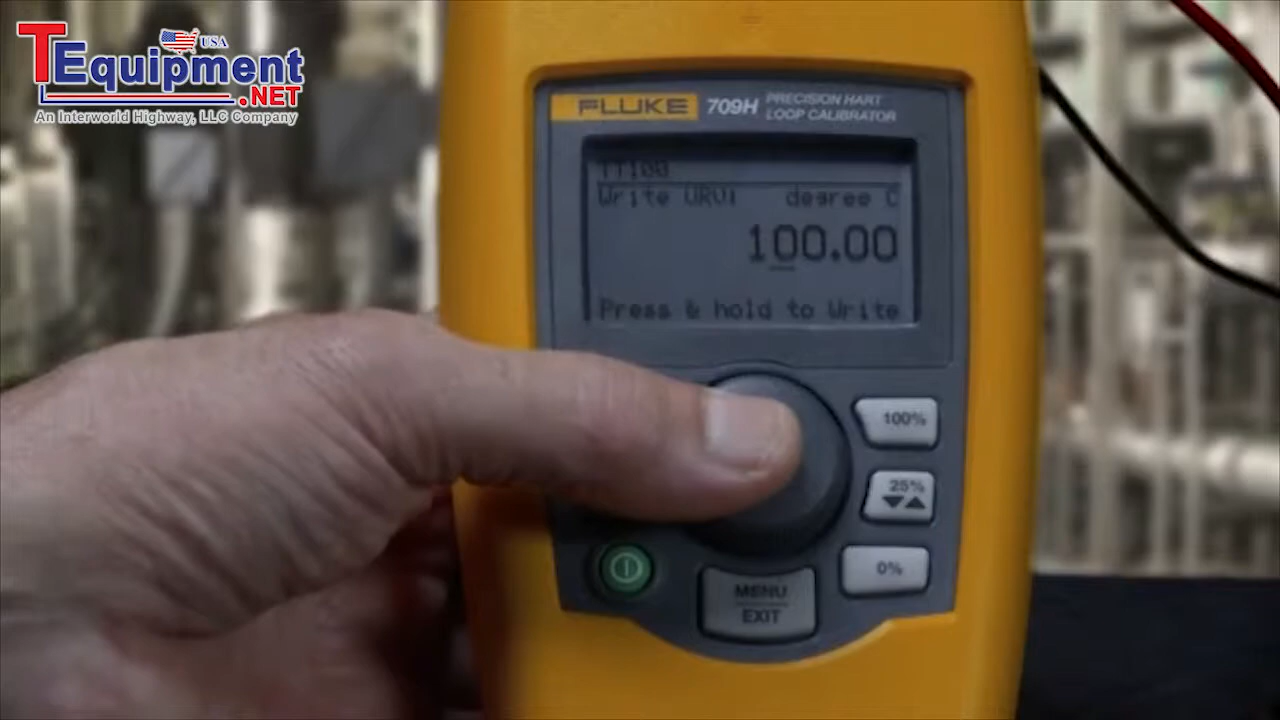 TEquipment
USA
.NET
An Interworld Highway, LLC Company
FLUKE 709H PRECISION HART
LOOP CALIBRATOR
TT100
Write URV: degree C
100.00
Press & hold to Write
100%
25%
0%
MENU
EXIT